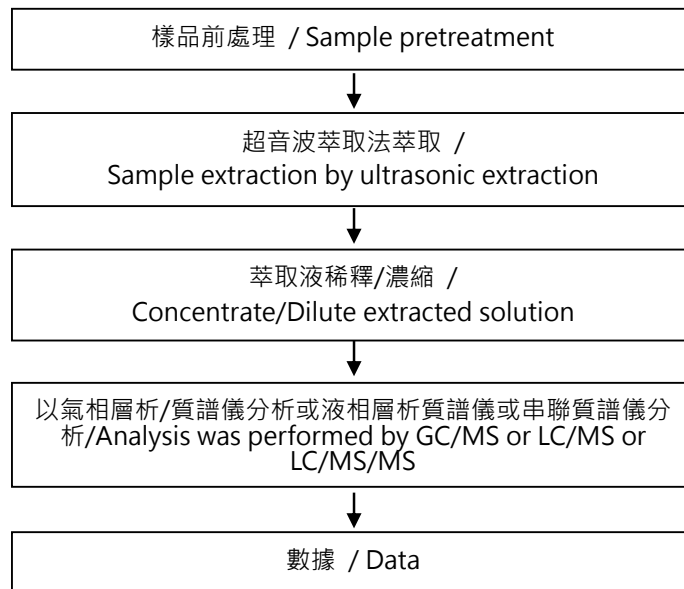 樣品前處理 / Sample pretreatment
超音波萃取法萃取 /
Sample extraction by ultrasonic extraction
萃取液稀釋/濃縮 /
Concentrate/Dilute extracted solution
以氣相層析/質譜儀分析或液相層析質譜儀或串聯質譜儀分
析/Analysis was performed by GC/MS or LC/MS or
LC/MS/MS
數據 / Data